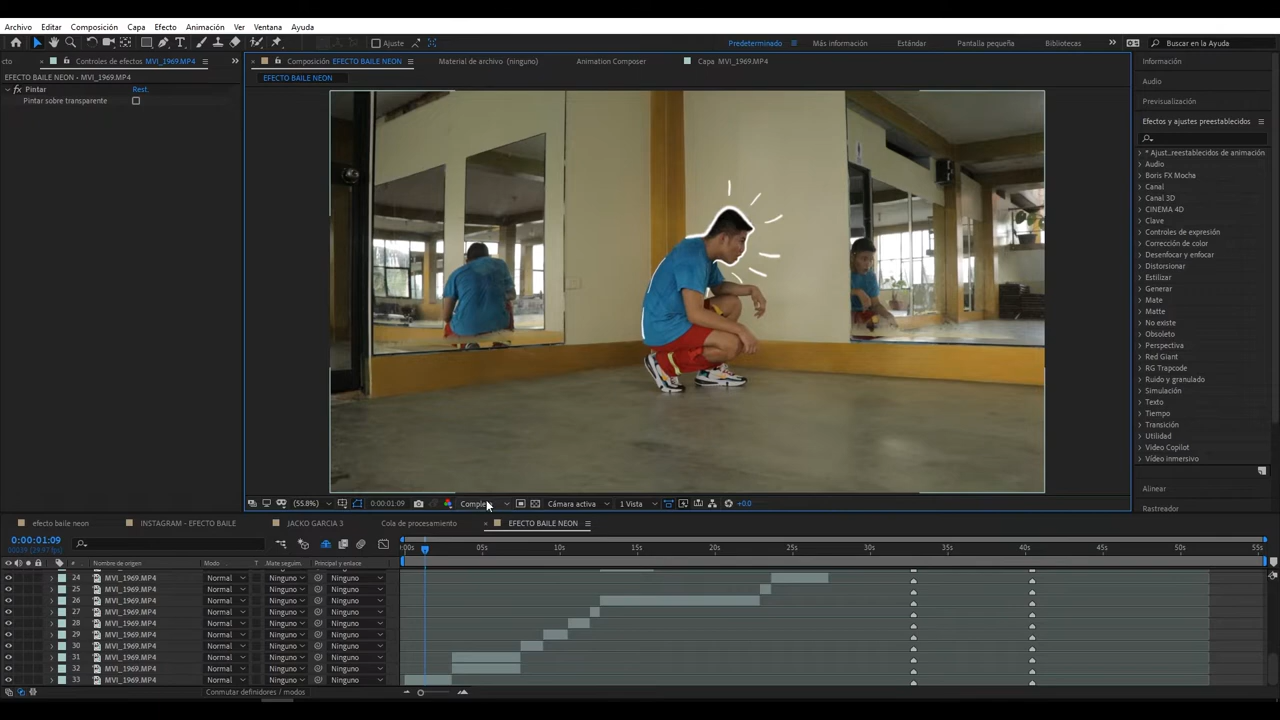 Archivo Editar Composición Capa Efecto Animación Ver Ventana Ayuda
Ajuste Predeterminado Más información Estándar Pantalla pequeña Bibliotecas Buscar en la Ayuda
cto Controles de efectos MVI_1969.MP4 Composición EFECTO BAILE NEON Material de archivo (ninguno) Animation Composer Capa MVI_1969.MP4 Información
EFECTO BAILE NEON • MVI_1969.MP4 EFECTO BAILE NEON Audio
fx Pintar Rest.
Pintar sobre transparente Previsualización
Efectos y ajustes preestablecidos
* Ajust...reestablecidos de animación
Audio
Boris FX Mocha
Canal
Canal 3D
CINEMA 4D
Clave
Controles de expresión
Corrección de color
Desenfocar y enfocar
Distorsionar
Estilizar
Generar
Mate
Matte
No existe
Obsoleto
Perspectiva
Red Giant
RG Trapcode
Ruido y granulado
Simulación
Texto
Tiempo
Transición
Utilidad
Video Copilot
Vídeo inmersivo
Alinear
Rastreador
(55.8%) 0:00:01:09 Cámara activa 1 Vista +0.0
efecto baile neon INSTAGRAM - EFECTO BAILE JACKO GARCIA 3 Cola de procesamiento EFECTO BAILE NEON
0:00:01:09
00039 (29.97 fps) :00s 05s 10s 15s 20s 25s 30s 35s 40s 45s 50s 55s
# Nombre de origen Modo T Mate seguim. Principal y enlace
24 MVI_1969.MP4 Normal Ninguno Ninguno
25 MVI_1969.MP4 Normal Ninguno Ninguno
26 MVI_1969.MP4 Normal Ninguno Ninguno
27 MVI_1969.MP4 Normal Ninguno Ninguno
28 MVI_1969.MP4 Normal Ninguno Ninguno
29 MVI_1969.MP4 Normal Ninguno Ninguno
30 MVI_1969.MP4 Normal Ninguno Ninguno
31 MVI_1969.MP4 Normal Ninguno Ninguno
32 MVI_1969.MP4 Normal Ninguno Ninguno
33 MVI_1969.MP4 Normal Ninguno Ninguno
Conmutar definidores / modos